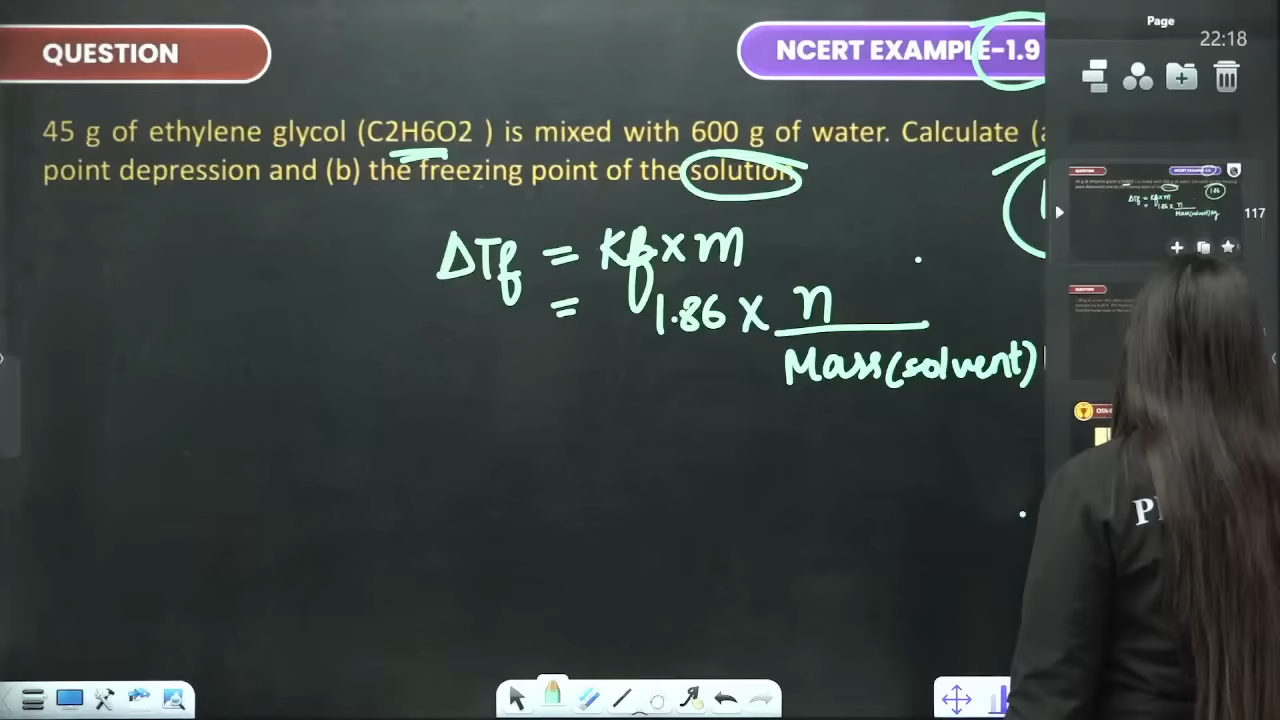 QUESTION
NCERT EXAMPLE-1.9
Page
22:18
45 g of ethylene glycol (C2H6O2 ) is mixed with 600 g of water. Calculate (a
point depression and (b) the freezing point of the solution
ΔTf = Kf x m
= 1.86 x n
Mass(solvent)
117